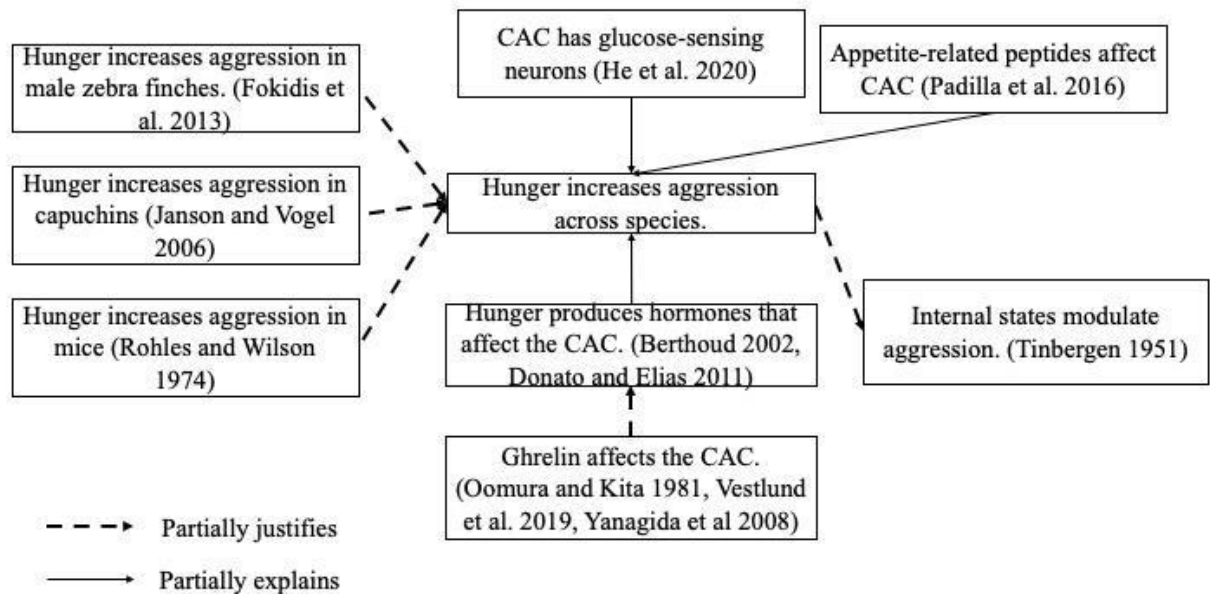 Hunger increases aggression in
male zebra finches. (Fokidis et
al. 2013)
CAC has glucose-sensing
neurons (He et al. 2020)
Appetite-related peptides affect
CAC (Padilla et al. 2016)
Hunger increases aggression in
capuchins (Janson and Vogel
2006)
Hunger increases aggression
across species.
Hunger increases aggression in
mice (Rohles and Wilson
1974)
Hunger produces hormones that
affect the CAC. (Berthoud 2002,
Donato and Elias 2011)
Internal states modulate
aggression. (Tinbergen 1951)
Ghrelin affects the CAC.
(Oomura and Kita 1981, Vestlund
et al. 2019, Yanagida et al 2008)
Partially justifies
Partially explains